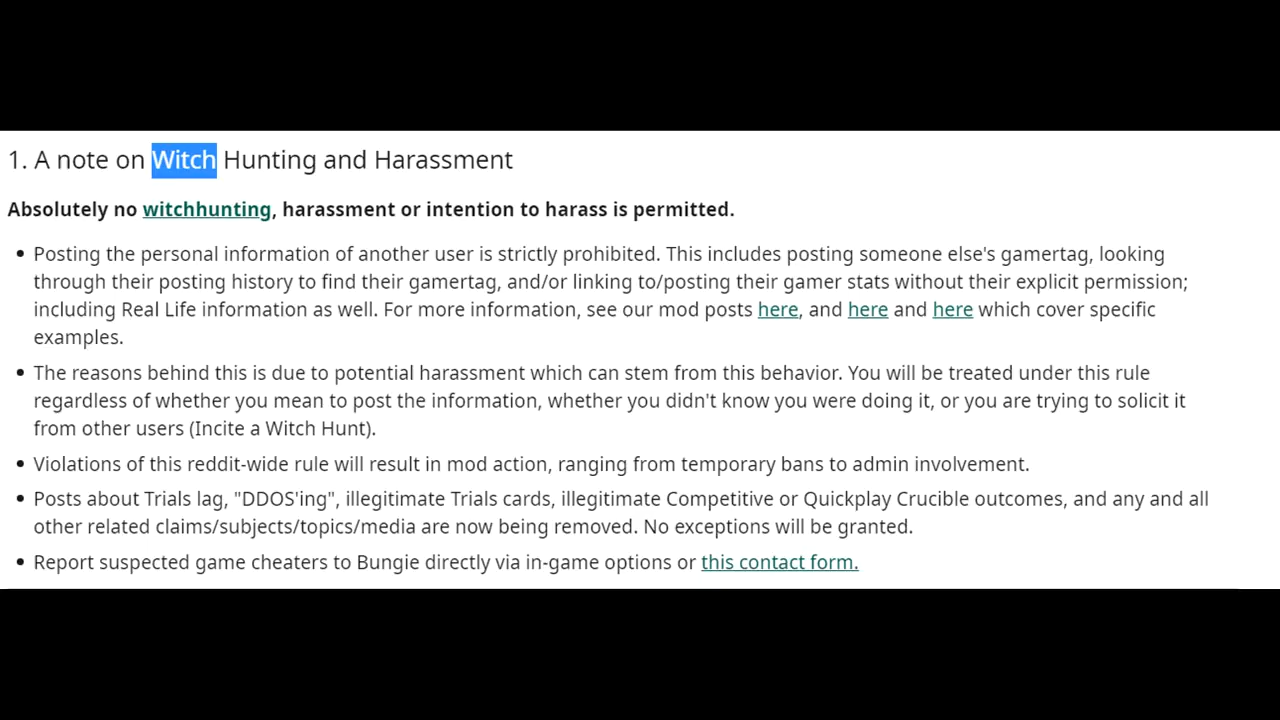 1. A note on Witch Hunting and Harassment
Absolutely no witchhunting, harassment or intention to harass is permitted.
• Posting the personal information of another user is strictly prohibited. This includes posting someone else's gamertag, looking
through their posting history to find their gamertag, and/or linking to/posting their gamer stats without their explicit permission;
including Real Life information as well. For more information, see our mod posts here, and here and here which cover specific
examples.
• The reasons behind this is due to potential harassment which can stem from this behavior. You will be treated under this rule
regardless of whether you mean to post the information, whether you didn't know you were doing it, or you are trying to solicit it
from other users (Incite a Witch Hunt).
• Violations of this reddit-wide rule will result in mod action, ranging from temporary bans to admin involvement.
• Posts about Trials lag, "DDOS'ing", illegitimate Trials cards, illegitimate Competitive or Quickplay Crucible outcomes, and any and all
other related claims/subjects/topics/media are now being removed. No exceptions will be granted.
• Report suspected game cheaters to Bungie directly via in-game options or this contact form.